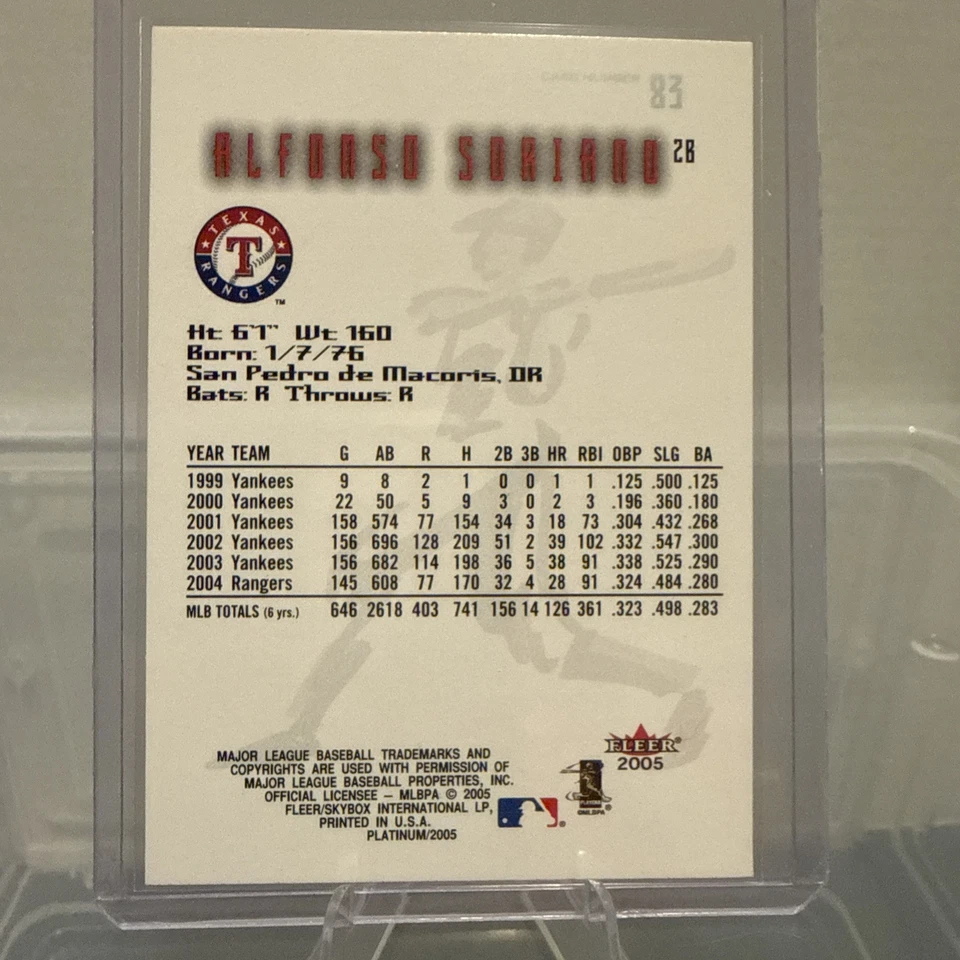 CARD NUMBER 83
ALFONSO SORIANO 2B
TEXAS
T
RANGERS
TM
Ht: 6'1" Wt: 160
Born: 1/7/76
San Pedro de Macoris, DR
Bats: R Throws: R
YEAR TEAM G AB R H 2B 3B HR RBI OBP SLG BA
1999 Yankees 9 8 2 1 0 0 1 1 .125 .500 .125
2000 Yankees 22 50 5 9 3 0 2 3 .196 .360 .180
2001 Yankees 158 574 77 154 34 3 18 73 .304 .432 .268
2002 Yankees 156 696 128 209 51 2 39 102 .332 .547 .300
2003 Yankees 156 682 114 198 36 5 38 91 .338 .525 .290
2004 Rangers 145 608 77 170 32 4 28 91 .324 .484 .280
MLB TOTALS (6 yrs.) 646 2618 403 741 156 14 126 361 .323 .498 .283
MAJOR LEAGUE BASEBALL TRADEMARKS AND
COPYRIGHTS ARE USED WITH PERMISSION OF
MAJOR LEAGUE BASEBALL PROPERTIES, INC.
OFFICIAL LICENSEE – MLBPA © 2005
FLEER/SKYBOX INTERNATIONAL LP,
PRINTED IN U.S.A.
PLATINUM/2005
FLEER®
2005
PLAYERS
©MLBPA